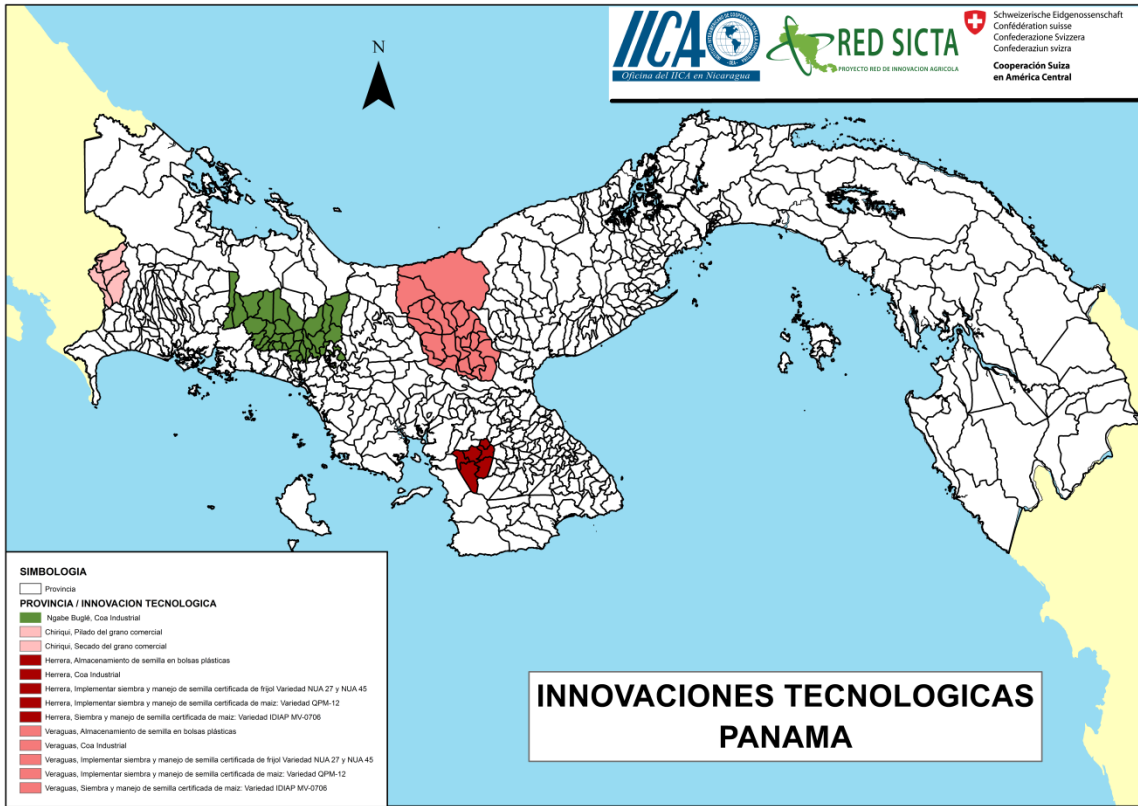 IICA
Oficina del IICA en Nicaragua
RED SICTA
PROYECTO RED DE INNOVACION AGRICOLA
Schweizerische Eidgenossenschaft
Confédération suisse
Confederazione Svizzera
Confederaziun svizra
Cooperación Suiza
en América Central
N
SIMBOLOGIA
Provincia
PROVINCIA / INNOVACION TECNOLOGICA
Ngabe Buglé, Coa Industrial
Chiriqui, Pilado del grano comercial
Chiriqui, Secado del grano comercial
Herrera, Almacenamiento de semilla en bolsas plásticas
Herrera, Coa Industrial
Herrera, Implementar siembra y manejo de semilla certificada de frijol Variedad NUA 27 y NUA 45
Herrera, Implementar siembra y manejo de semilla certificada de maiz: Variedad QPM-12
Herrera, Siembra y manejo de semilla certificada de maiz: Variedad IDIAP MV-0706
Veraguas, Almacenamiento de semilla en bolsas plásticas
Veraguas, Coa Industrial
Veraguas, Implementar siembra y manejo de semilla certificada de frijol Variedad NUA 27 y NUA 45
Veraguas, Implementar siembra y manejo de semilla certificada de maiz: Variedad QPM-12
Veraguas, Siembra y manejo de semilla certificada de maiz: Variedad IDIAP MV-0706
INNOVACIONES TECNOLOGICAS
PANAMA